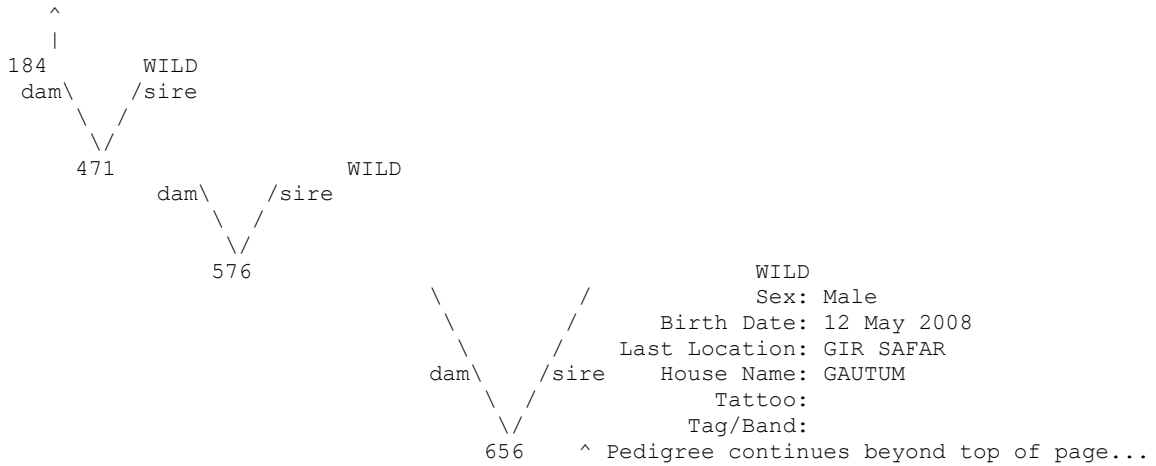 ^
|
184 WILD
dam\ /sire
\ /
\/
471 WILD
dam\ /sire
\ /
\/
576 WILD
\ / Sex: Male
\ / Birth Date: 12 May 2008
\ / Last Location: GIR SAFAR
dam\ /sire House Name: GAUTUM
\ / Tattoo:
\/ Tag/Band:
656 ^ Pedigree continues beyond top of page...